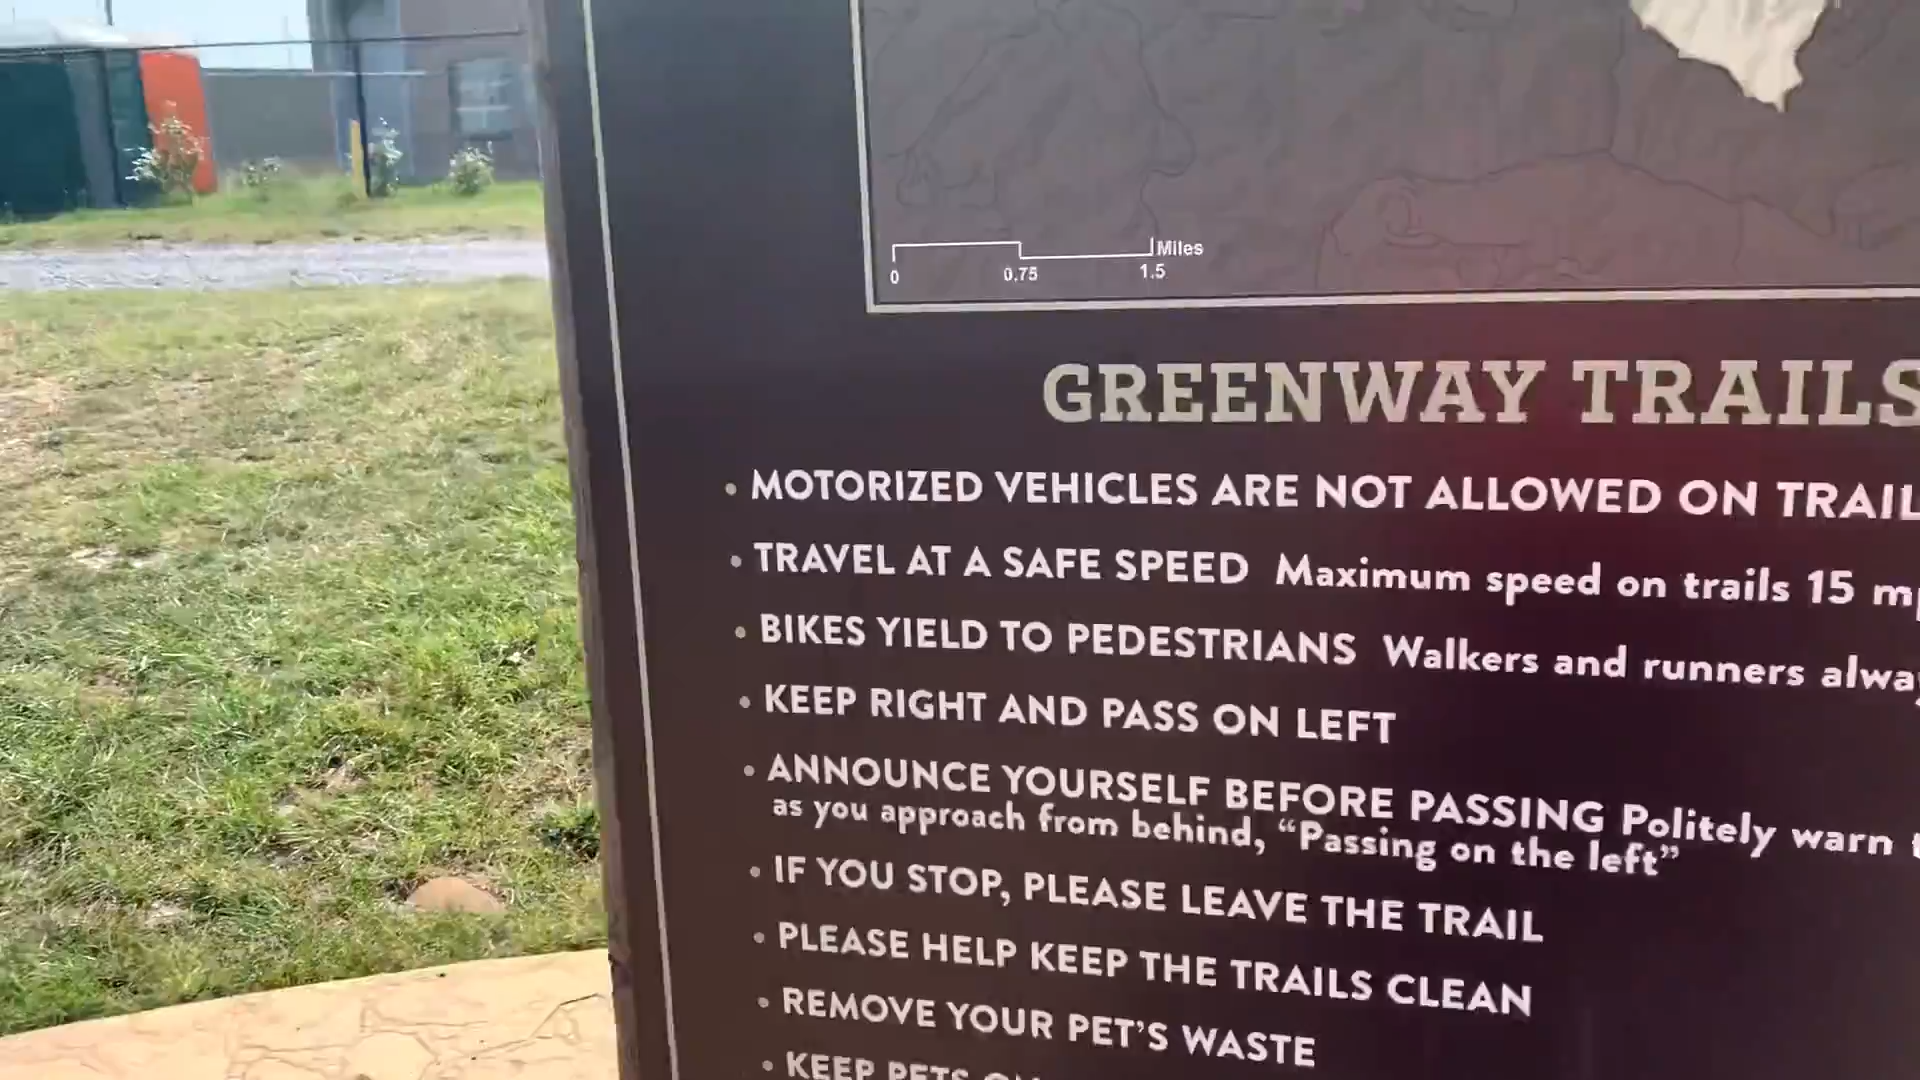 Miles
0 0.75 1.5
GREENWAY TRAILS
• MOTORIZED VEHICLES ARE NOT ALLOWED ON TRAIL
• TRAVEL AT A SAFE SPEED Maximum speed on trails 15
• BIKES YIELD TO PEDESTRIANS Walkers and runners
• KEEP RIGHT AND PASS ON LEFT
• ANNOUNCE YOURSELF BEFORE PASSING Politely warn
as you approach from behind, “Passing on the left”
• IF YOU STOP, PLEASE LEAVE THE TRAIL
• PLEASE HELP KEEP THE TRAILS CLEAN
• REMOVE YOUR PET’S WASTE
• KEEP PETS